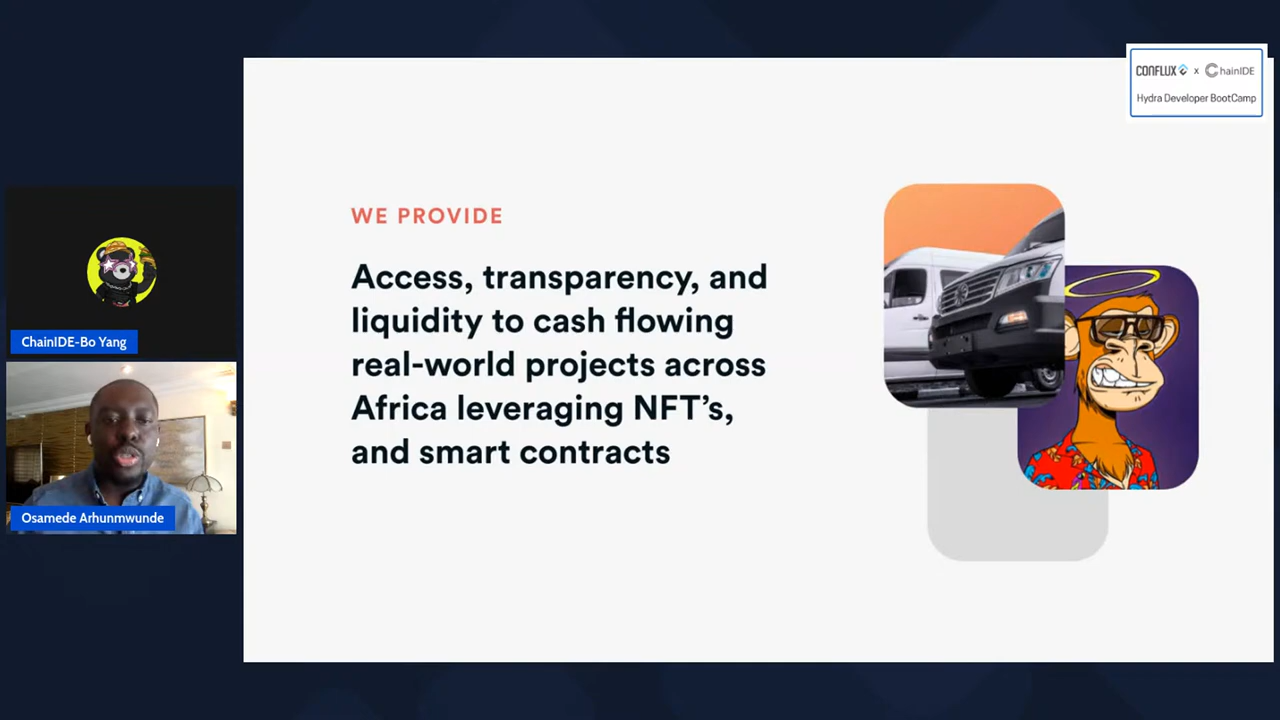 CONFLUX x ChainIDE
Hydra Developer BootCamp
WE PROVIDE
Access, transparency, and
liquidity to cash flowing
real-world projects across
Africa leveraging NFT's,
and smart contracts
ChainIDE-Bo Yang
Osamede Arhunmwunde